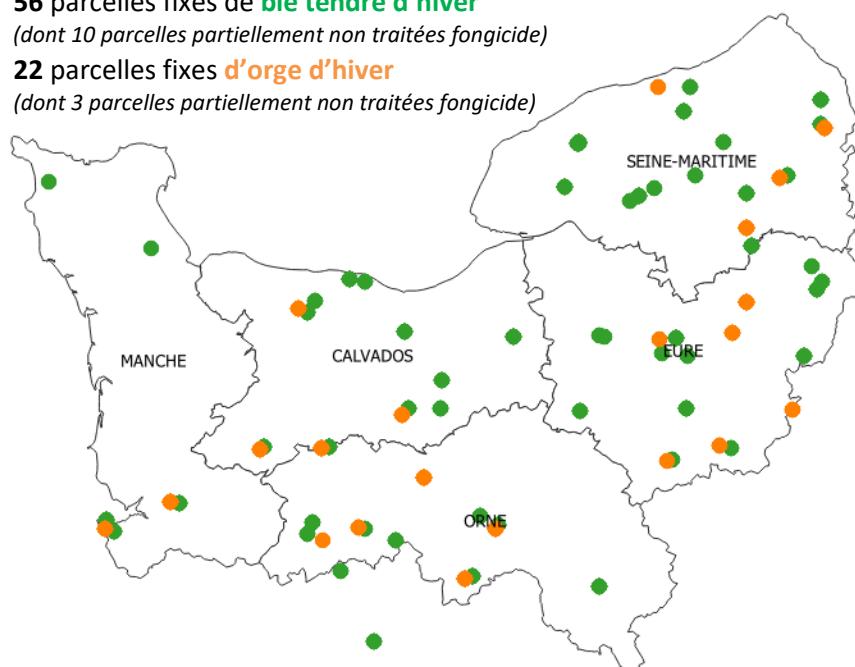 56 parcelles fixes de blé tendre d'hiver
(dont 10 parcelles partiellement non traitées fongicide)
22 parcelles fixes d’orge d’hiver
(dont 3 parcelles partiellement non traitées fongicide)
SEINE-MARITIME
MANCHE
CALVADOS
EURE
ORNE